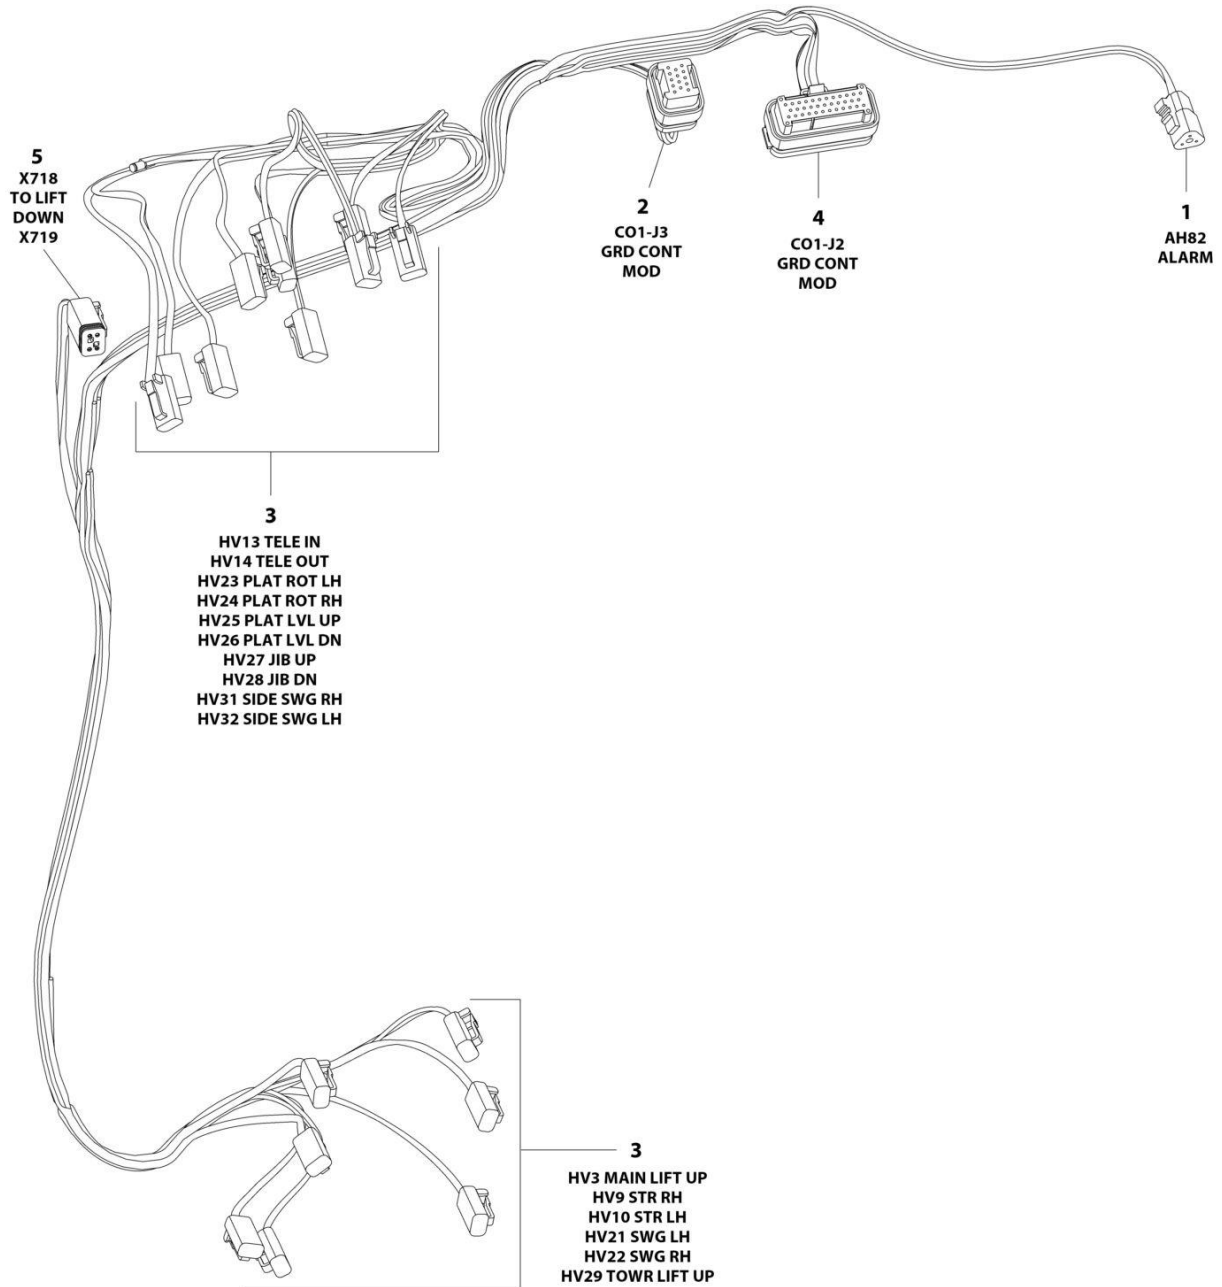 5
X718
TO LIFT
DOWN
X719
2
CO1-J3
GRD CONT
MOD
4
CO1-J2
GRD CONT
MOD
1
AH82
ALARM
3
HV13 TELE IN
HV14 TELE OUT
HV23 PLAT ROT LH
HV24 PLAT ROT RH
HV25 PLAT LVL UP
HV26 PLAT LVL DN
HV27 JIB UP
HV28 JIB DN
HV31 SIDE SWG RH
HV32 SIDE SWG LH
3
HV3 MAIN LIFT UP
HV9 STR RH
HV10 STR LH
HV21 SWG LH
HV22 SWG RH
HV29 TOWR LIFT UP